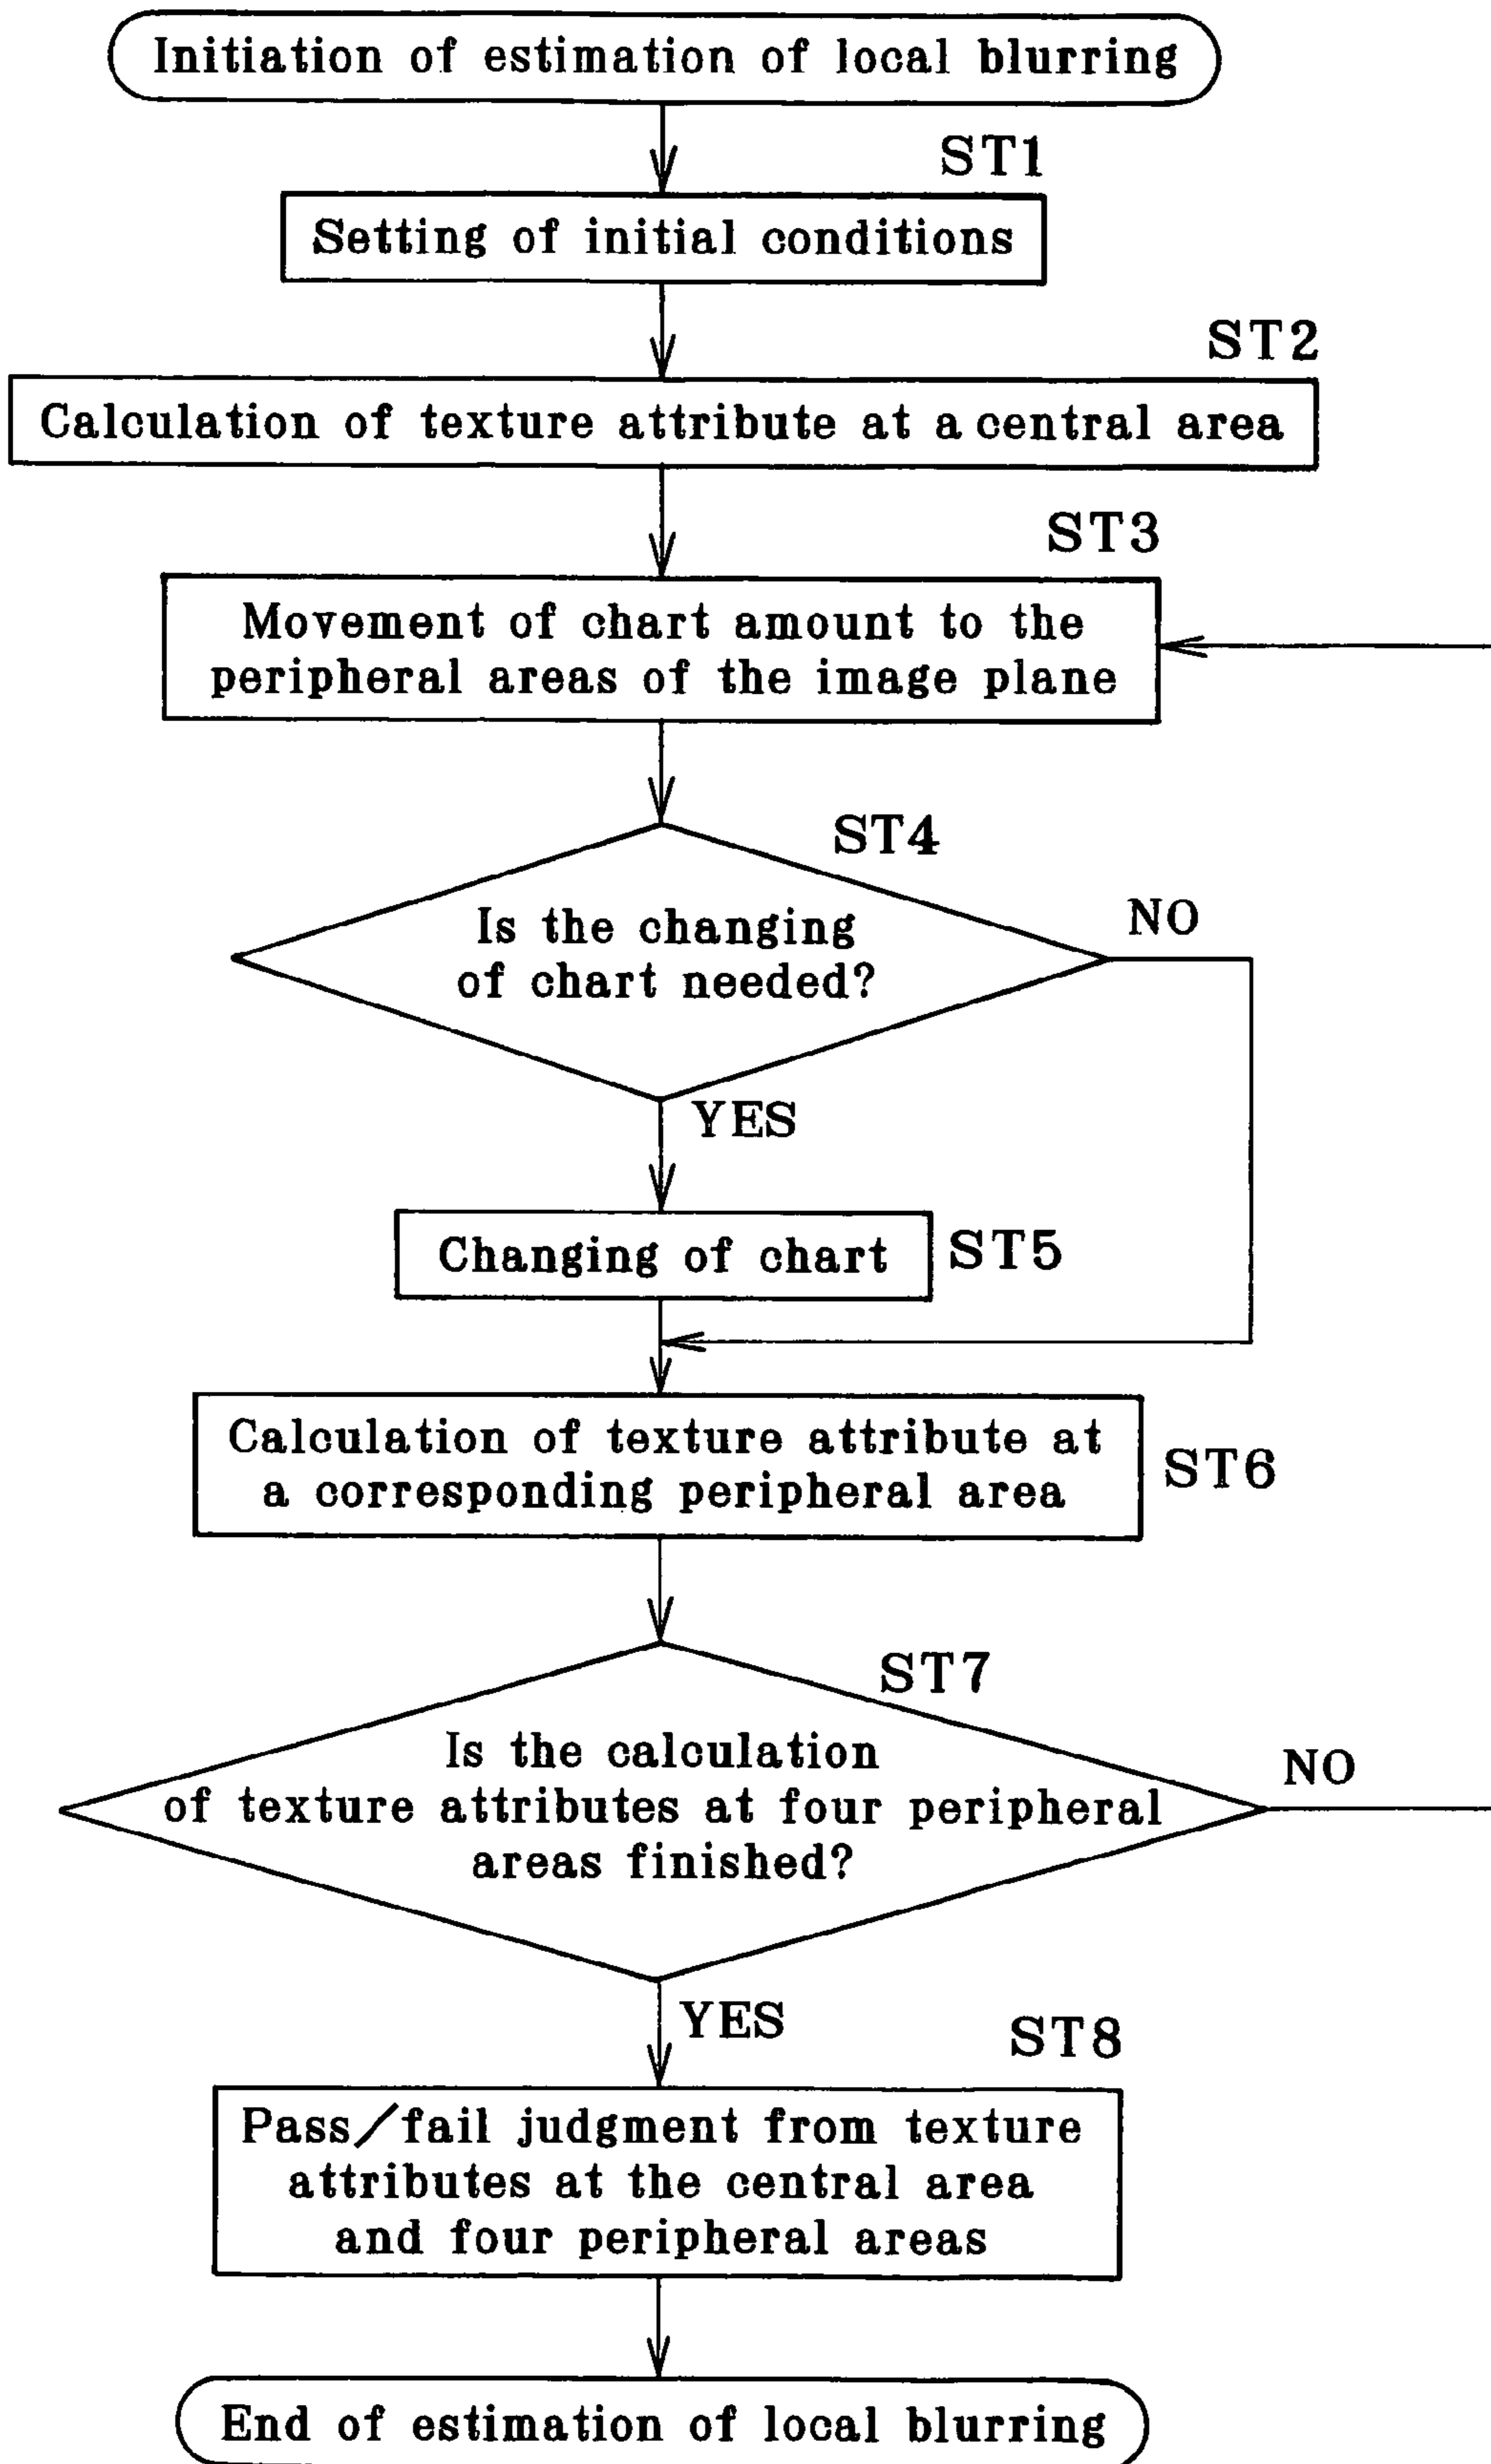 Initiation of estimation of local blurring
ST1
Setting of initial conditions
ST2
Calculation of texture attribute at a central area
ST3
Movement of chart amount to the
peripheral areas of the image plane
ST4
Is the changing
of chart needed?
NO
YES
Changing of chart
ST5
Calculation of texture attribute at
a corresponding peripheral area
ST6
ST7
Is the calculation
of texture attributes at four peripheral
areas finished?
NO
YES
ST8
Pass/fail judgment from texture
attributes at the central area
and four peripheral areas
End of estimation of local blurring